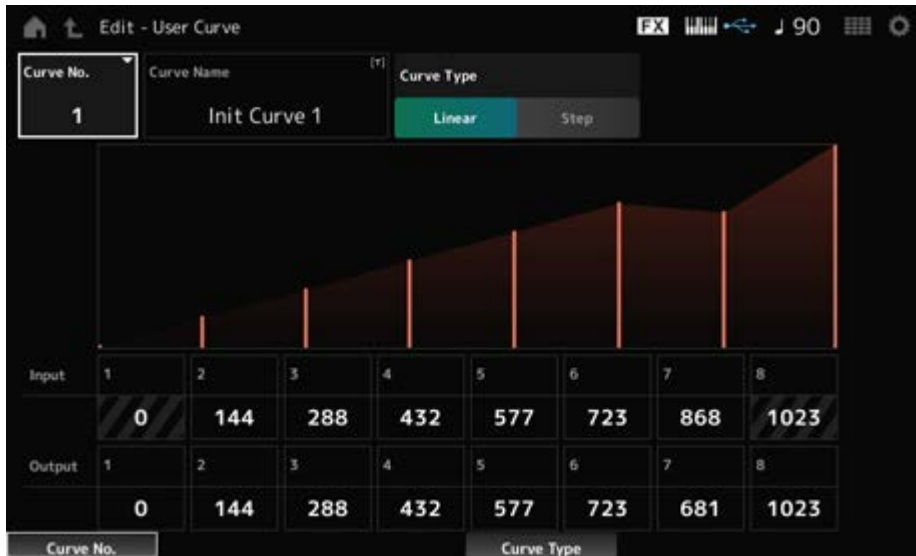 Edit - User Curve FX 90
Curve No. Curve Name [T] Curve Type
1 Init Curve 1 Linear Step
Input 1 2 3 4 5 6 7 8
0 144 288 432 577 723 868 1023
Output 1 2 3 4 5 6 7 8
0 144 288 432 577 723 681 1023
Curve No. Curve Type